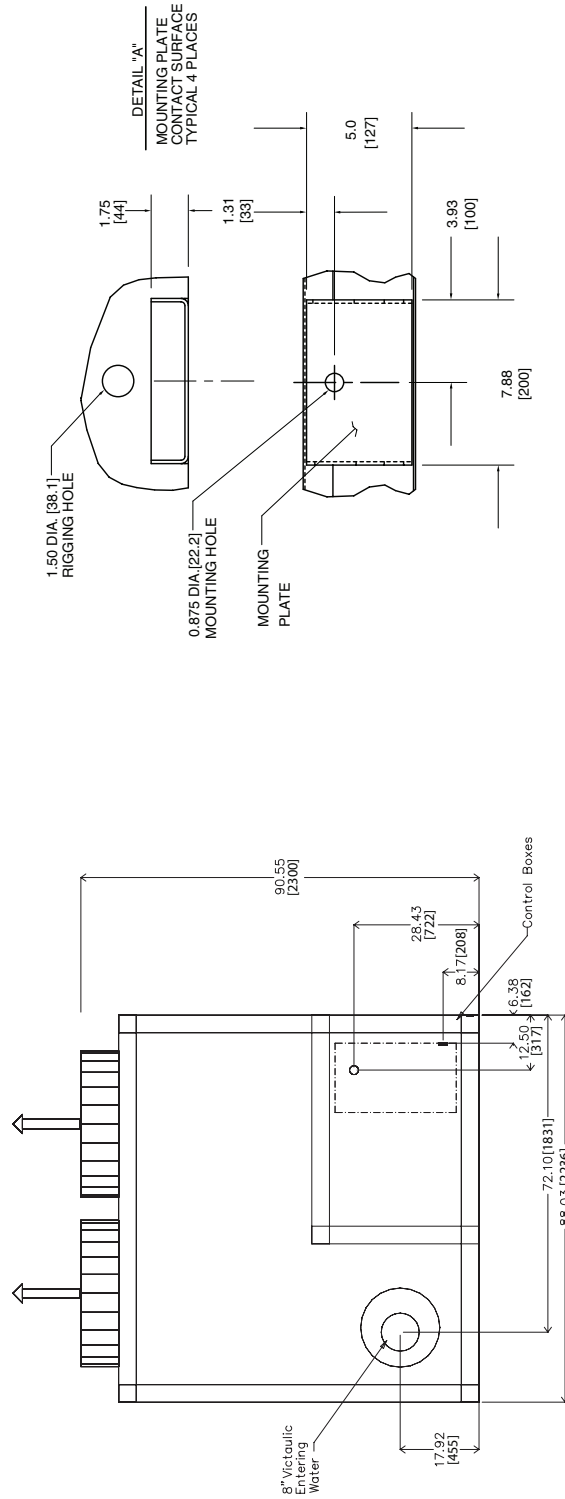 DETAIL "A"
MOUNTING PLATE
CONTACT SURFACE
TYPICAL 4 PLACES
1.50 DIA. [38.1]
RIGGING HOLE
1.75
[44]
0.875 DIA.[22.2]
MOUNTING HOLE
1.31
[33]
MOUNTING
PLATE
5.0
[127]
3.93
[100]
7.88
[200]
90.55
[2300]
28.43
[722]
8.17[208]
6.38
[162]
12.50
[317]
Control Boxes
72.10[1831]
88.03 [2236]
8" Victaulic
Entering
Water
17.92
[455]